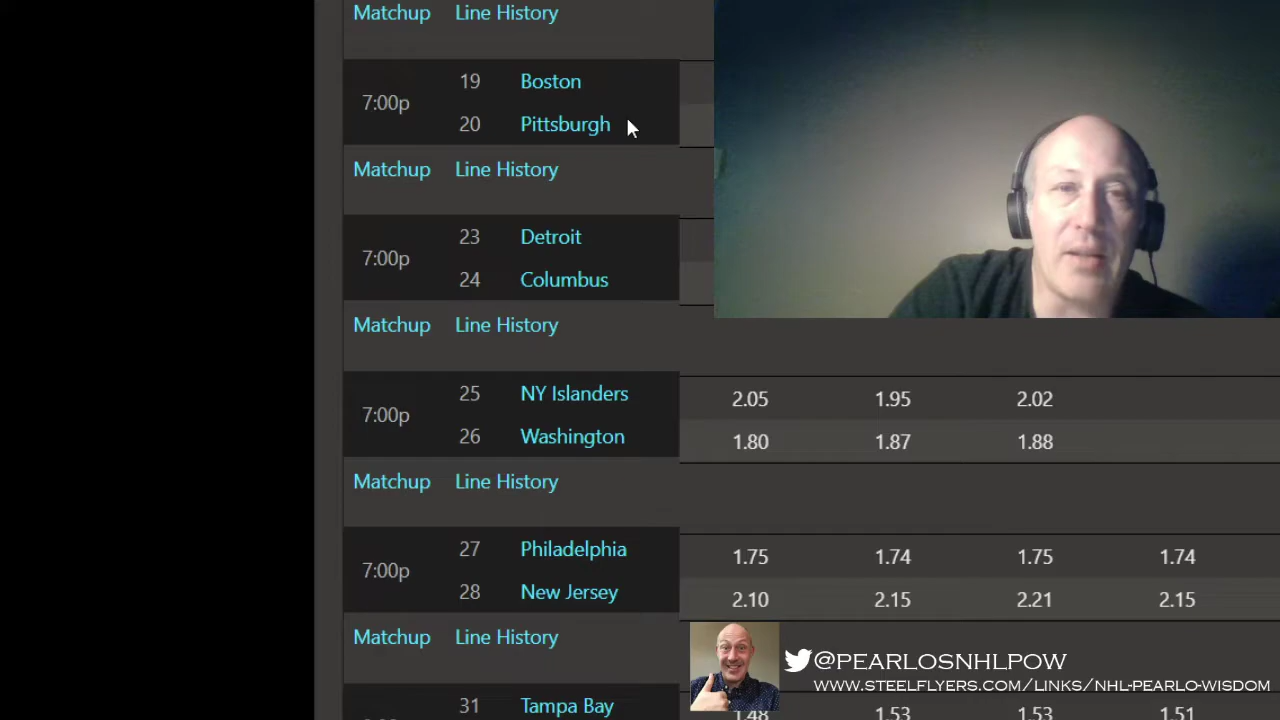 Matchup Line History
7:00p 19 Boston
20 Pittsburgh
Matchup Line History
7:00p 23 Detroit
24 Columbus
Matchup Line History
7:00p 25 NY Islanders 2.05 1.95 2.02
26 Washington 1.80 1.87 1.88
Matchup Line History
7:00p 27 Philadelphia 1.75 1.74 1.75 1.74
28 New Jersey 2.10 2.15 2.21 2.15
Matchup Line History
31 Tampa Bay 1.48 1.53 1.53 1.51
@PEARLOSNHLPOW
WWW.STEELFLYERS.COM/LINKS/NHL-PEARLO-WISDOM